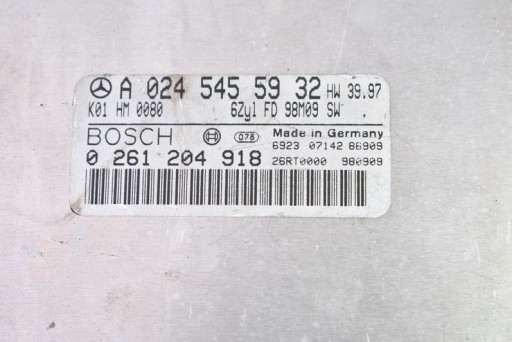 A 024 545 59 32 HW 39.97
K01 HM 0080 6Zyl FD 98M09 SW .
BOSCH 078 Made in Germany
6923 07142 86909
0 261 204 918 26RT0000 980909